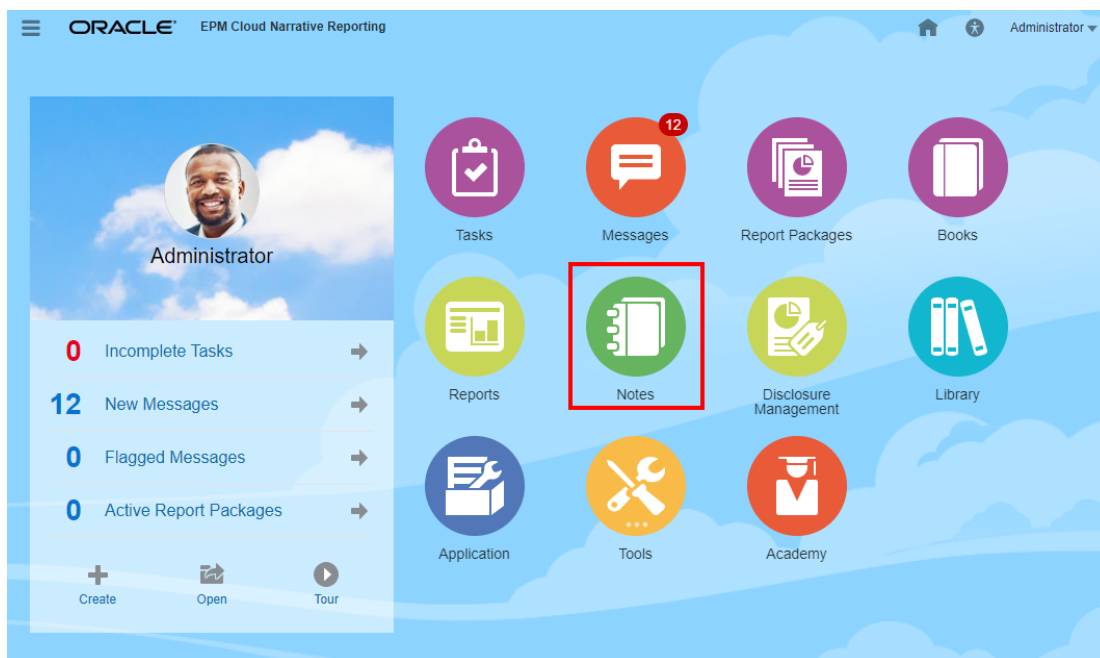 ORACLE® EPM Cloud Narrative Reporting
Administrator
Administrator
0 Incomplete Tasks
12 New Messages
0 Flagged Messages
0 Active Report Packages
Create Open Tour
12
Tasks Messages Report Packages Books
Reports Notes Disclosure Management Library
Application Tools Academy